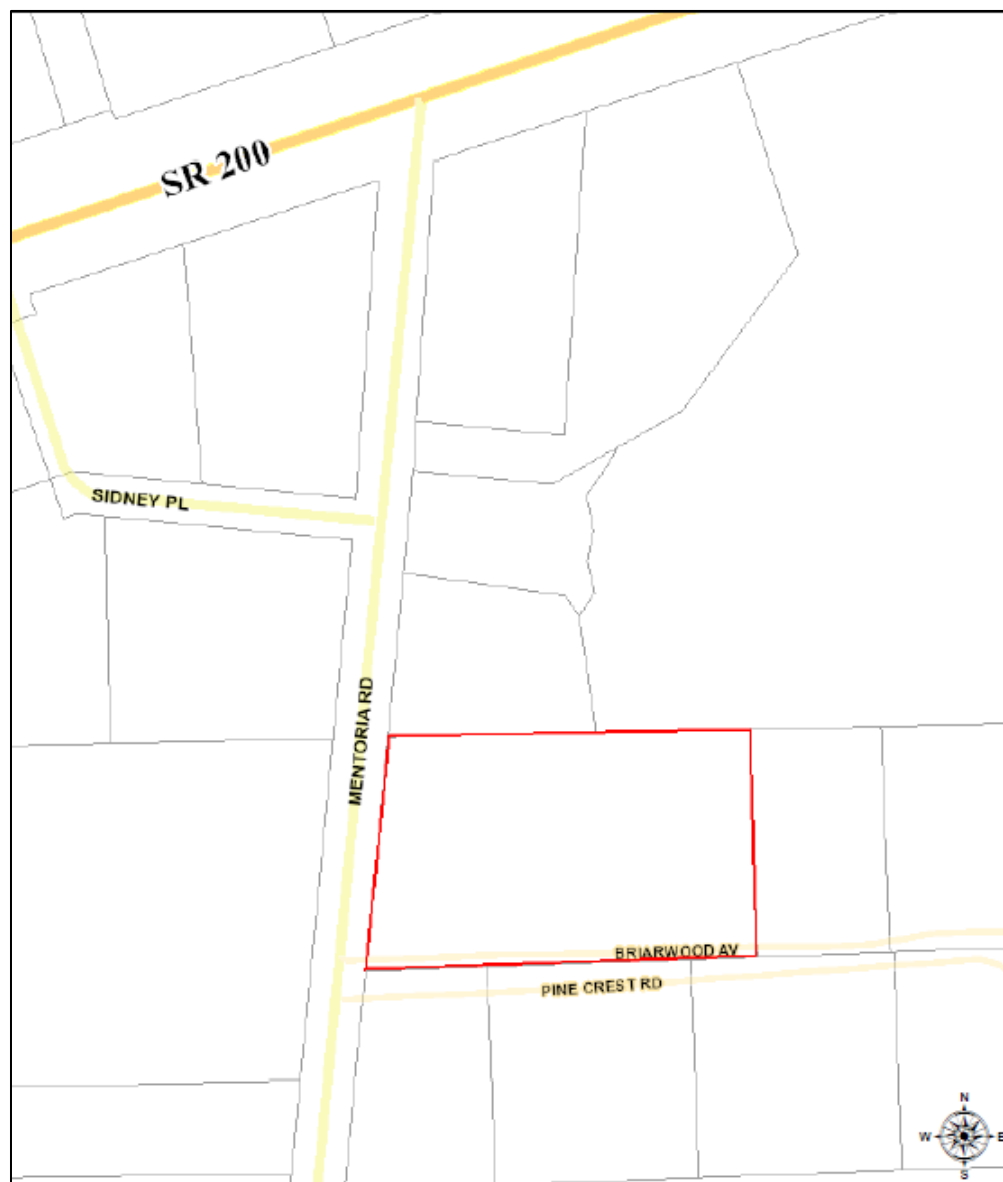 SR 200
SIDNEY PL
MENTORIA RD
BRIARWOOD AV
PINE CREST RD
N
W E
S